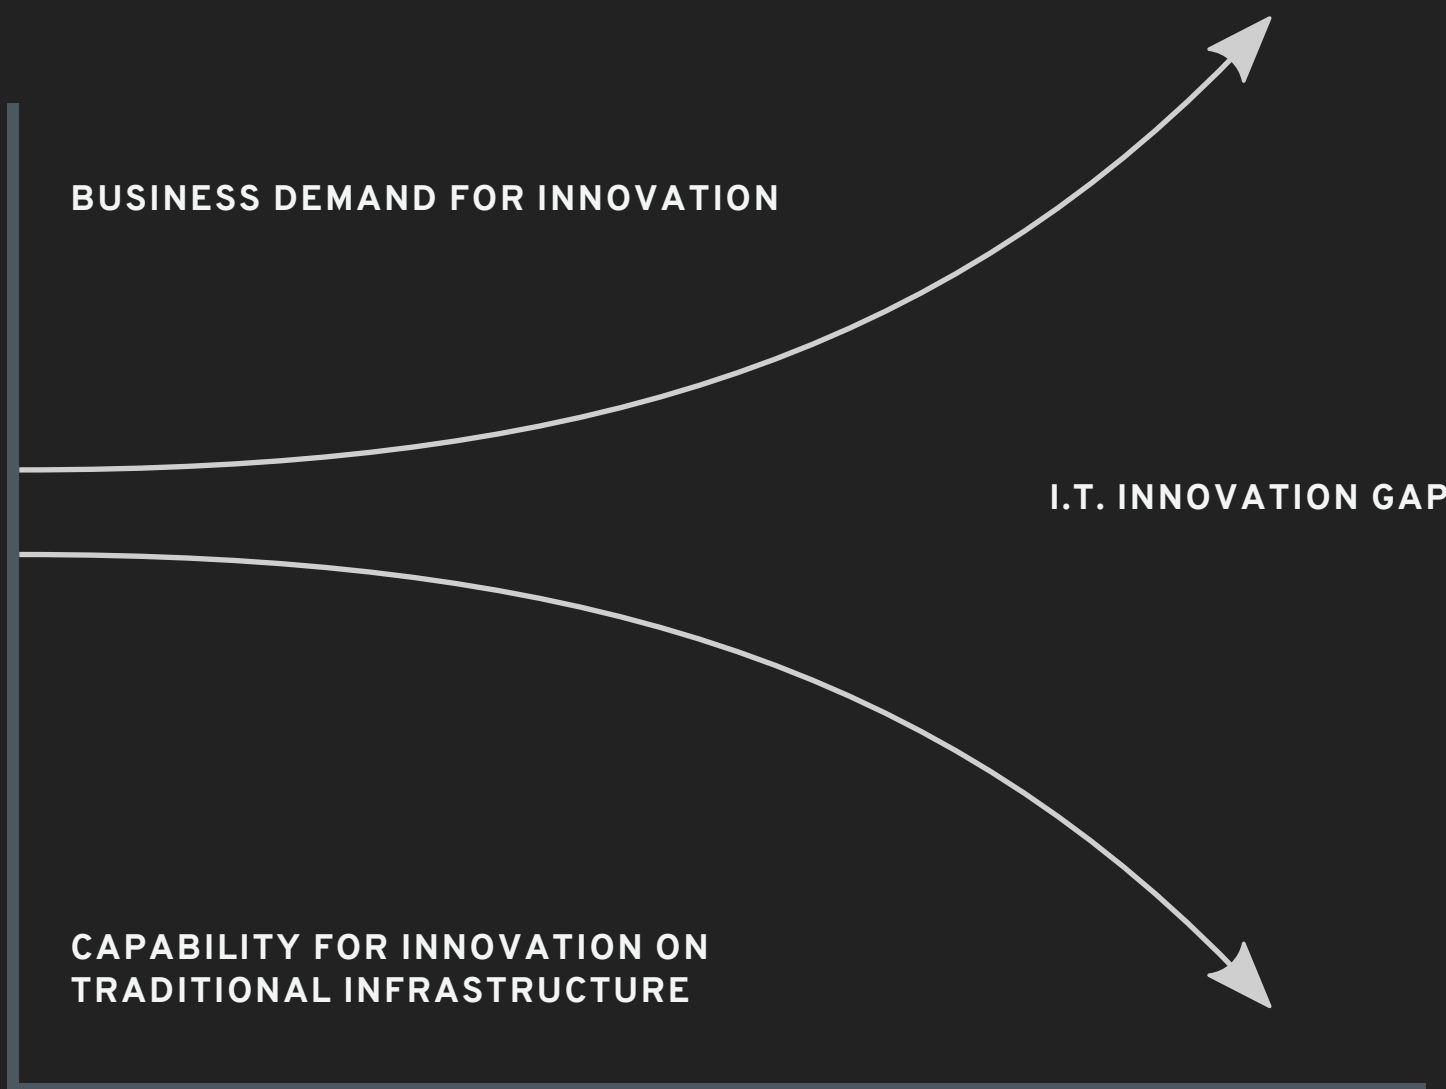 BUSINESS DEMAND FOR INNOVATION
I.T. INNOVATION GAP
CAPABILITY FOR INNOVATION ON
TRADITIONAL INFRASTRUCTURE